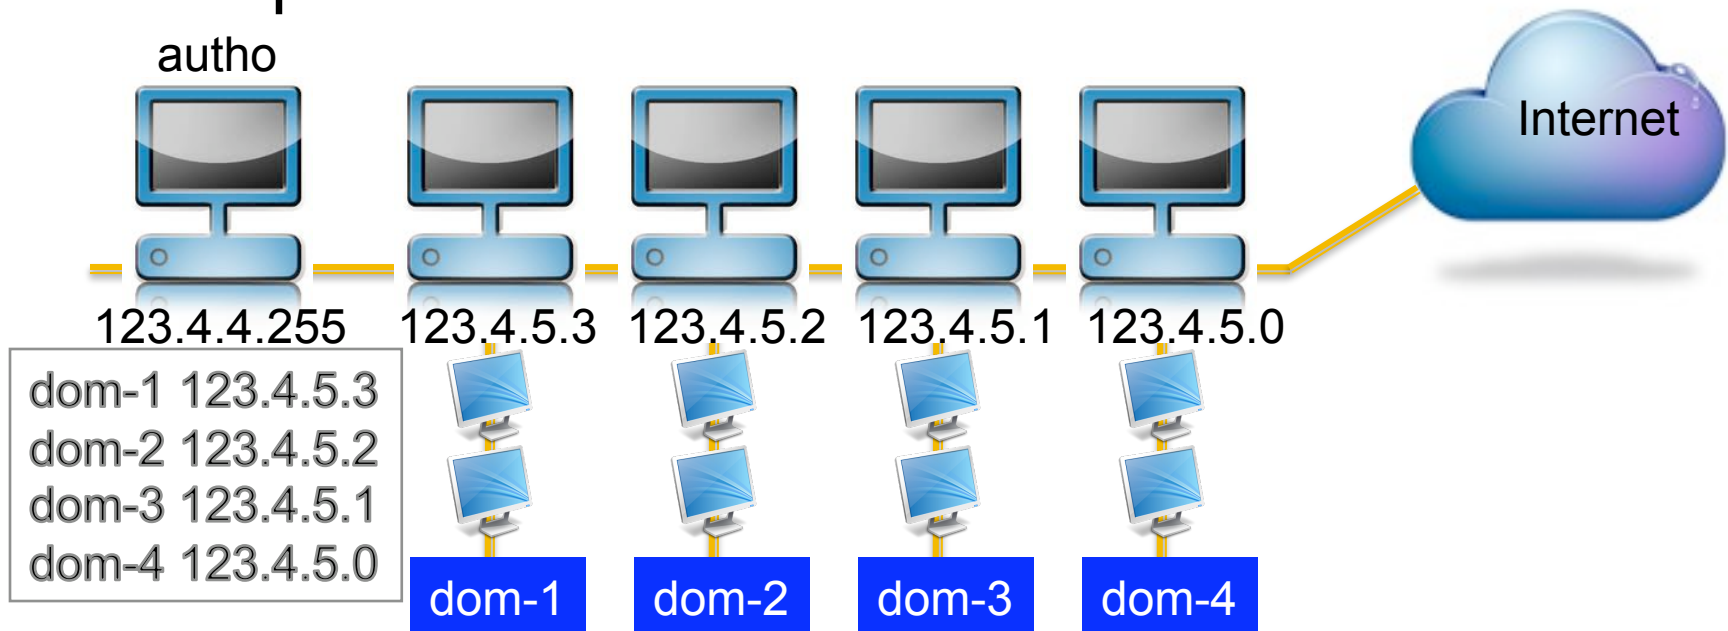 autho
Internet
123.4.4.255 123.4.5.3 123.4.5.2 123.4.5.1 123.4.5.0
dom-1 123.4.5.3
dom-2 123.4.5.2
dom-3 123.4.5.1
dom-4 123.4.5.0
dom-1 dom-2 dom-3 dom-4